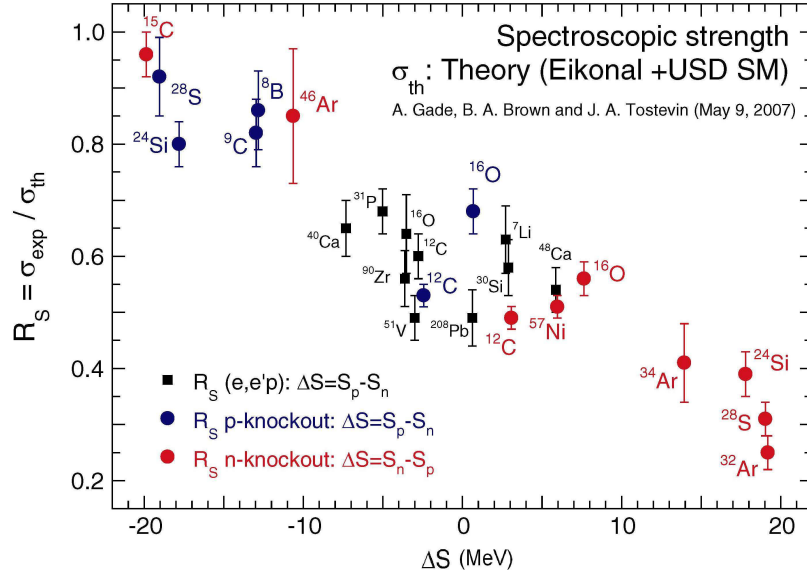 Spectroscopic strength
σth: Theory (Eikonal +USD SM)
A. Gade, B. A. Brown and J. A. Tostevin (May 9, 2007)
15C
28S
24Si
8B
9C
46Ar
16O
31P
40Ca
16O
12C
90Zr
12C
51V
208Pb
7Li
30Si
48Ca
16O
57Ni
12C
34Ar
24Si
28S
32Ar
RS (e,e'p): ΔS=Sp-Sn
RS p-knockout: ΔS=Sp-Sn
RS n-knockout: ΔS=Sn-Sp
RS = σexp / σth
1.0
0.8
0.6
0.4
0.2
-20
-10
0
10
20
ΔS (MeV)